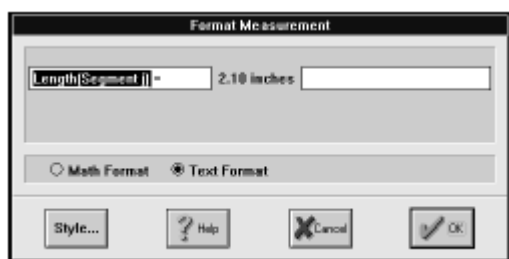 Format Measurement
Length(Segment j) = 2.10 inches
Math Format Text Format
Style... Help Cancel OK